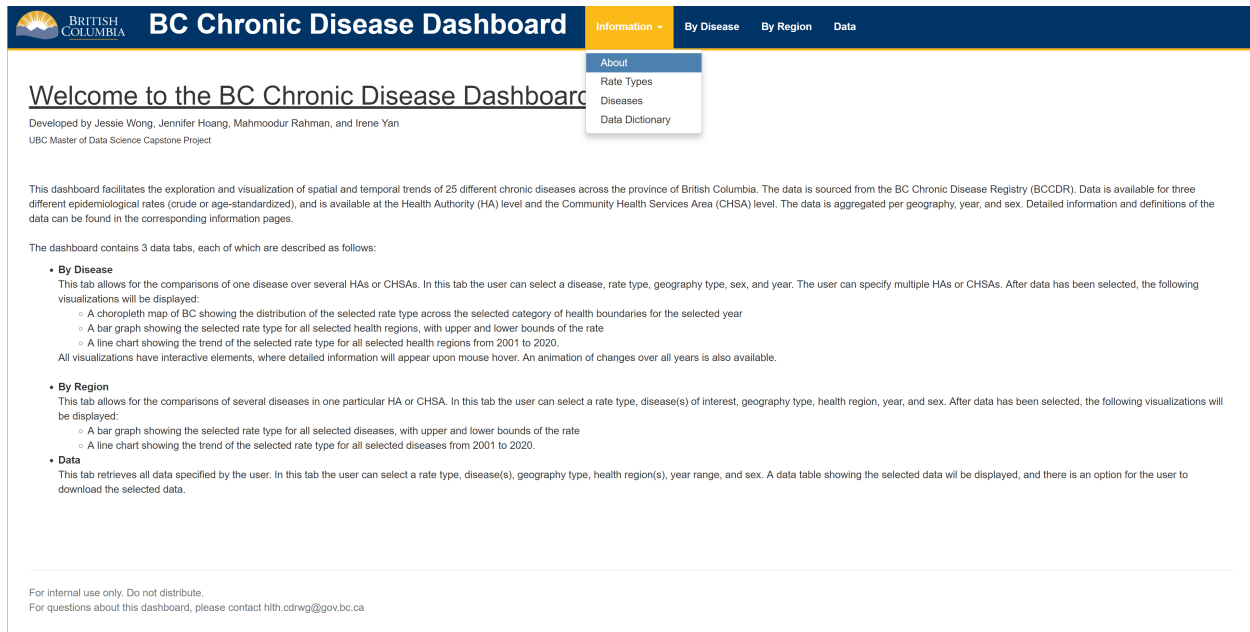 BRITISH
COLUMBIA
BC Chronic Disease Dashboard
Information
By Disease
By Region
Data
About
Rate Types
Diseases
Data Dictionary
Welcome to the BC Chronic Disease Dashboard
Developed by Jessie Wong, Jennifer Hoang, Mahmoodur Rahman, and Irene Yan
UBC Master of Data Science Capstone Project
This dashboard facilitates the exploration and visualization of spatial and temporal trends of 25 different chronic diseases across the province of British Columbia. The data is sourced from the BC Chronic Disease Registry (BCCDR). Data is available for three
different epidemiological rates (crude or age-standardized), and is available at the Health Authority (HA) level and the Community Health Services Area (CHSA) level. The data is aggregated per geography, year, and sex. Detailed information and definitions of the
data can be found in the corresponding information pages.
The dashboard contains 3 data tabs, each of which are described as follows:
• By Disease
This tab allows for the comparisons of one disease over several HAs or CHSAs. In this tab the user can select a disease, rate type, geography type, sex, and year. The user can specify multiple HAs or CHSAs. After data has been selected, the following
visualizations will be displayed:
◦ A choropleth map of BC showing the distribution of the selected rate type across the selected category of health boundaries for the selected year
◦ A bar graph showing the selected rate type for all selected health regions, with upper and lower bounds of the rate
◦ A line chart showing the trend of the selected rate type for all selected health regions from 2001 to 2020.
All visualizations have interactive elements, where detailed information will appear upon mouse hover. An animation of changes over all years is also available.
• By Region
This tab allows for the comparisons of several diseases in one particular HA or CHSA. In this tab the user can select a rate type, disease(s) of interest, geography type, health region, year, and sex. After data has been selected, the following visualizations will
be displayed:
◦ A bar graph showing the selected rate type for all selected diseases, with upper and lower bounds of the rate
◦ A line chart showing the trend of the selected rate type for all selected diseases from 2001 to 2020.
• Data
This tab retrieves all data specified by the user. In this tab the user can select a rate type, disease(s), geography type, health region(s), year range, and sex. A data table showing the selected data wil be displayed, and there is an option for the user to
download the selected data.
For internal use only. Do not distribute.
For questions about this dashboard, please contact hlth.cdrwg@gov.bc.ca